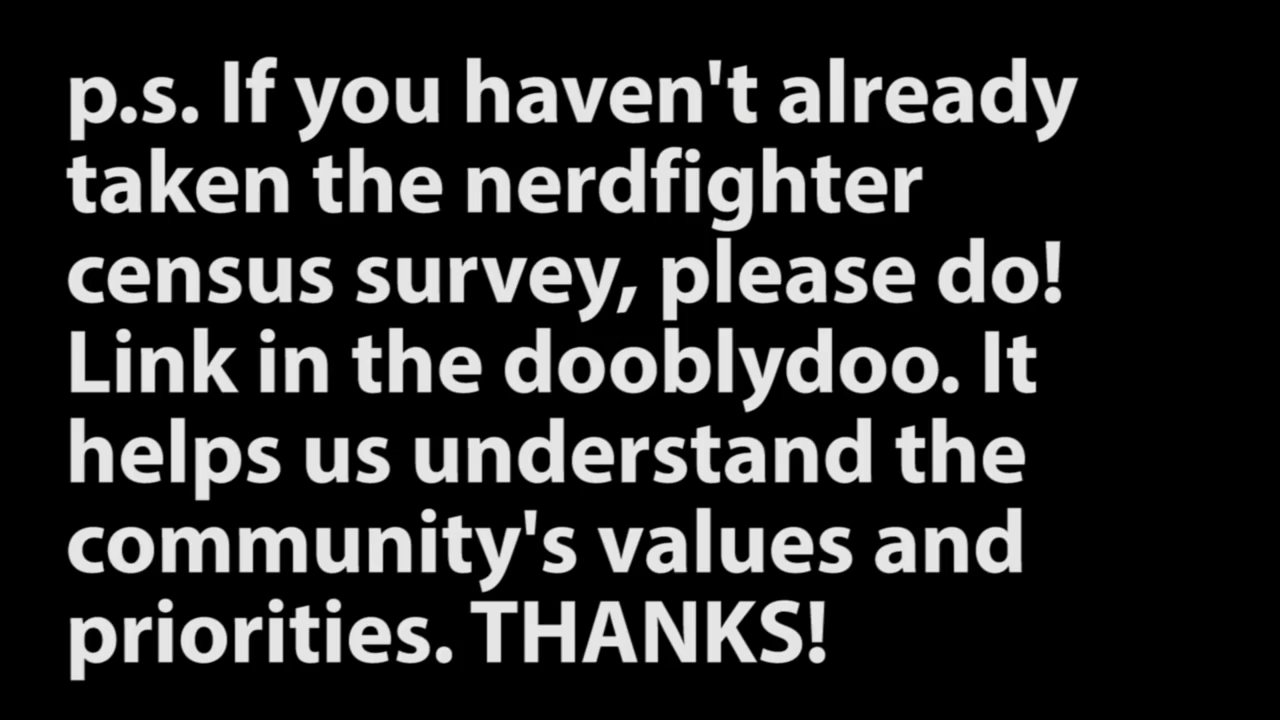 p.s. If you haven't already
taken the nerdfighter
census survey, please do!
Link in the dooblydoo. It
helps us understand the
community's values and
priorities. THANKS!